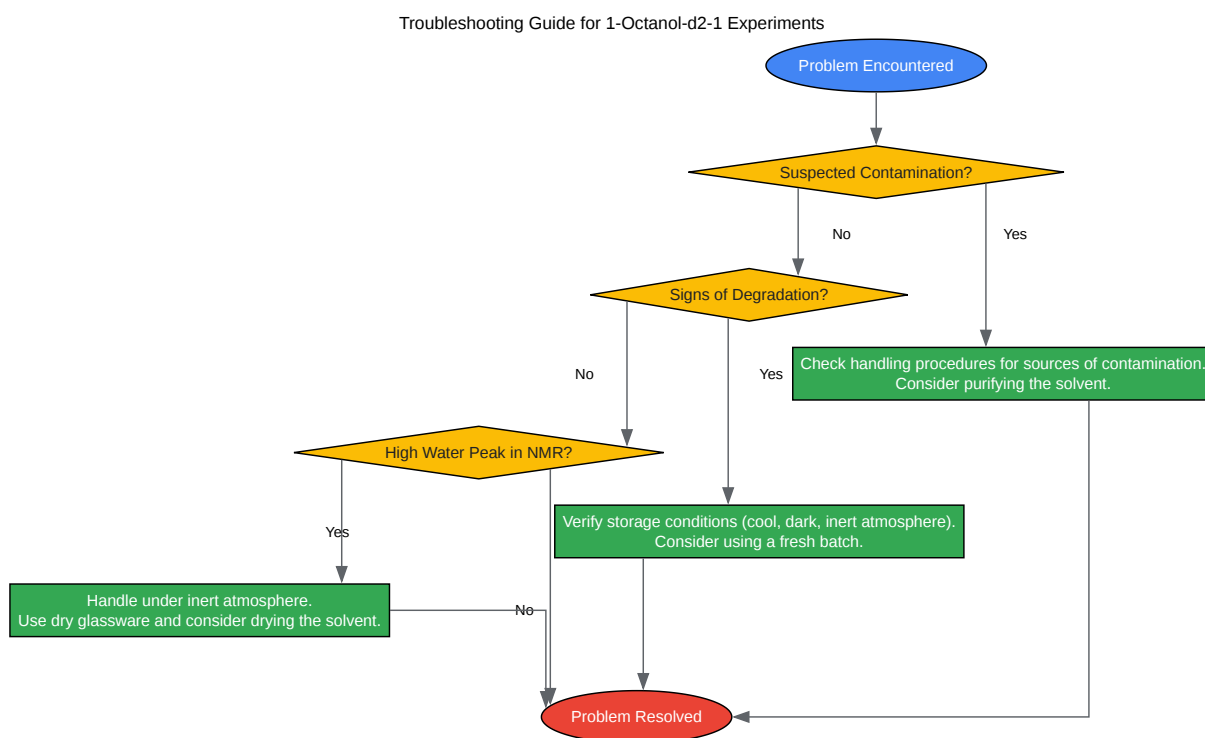 Troubleshooting Guide for 1-Octanol-d2-1 Experiments
Problem Encountered
Suspected Contamination?
No
Yes
Signs of Degradation?
No
Yes
Check handling procedures for sources of contamination.
Consider purifying the solvent.
High Water Peak in NMR?
Yes
Verify storage conditions (cool, dark, inert atmosphere).
Consider using a fresh batch.
Handle under inert atmosphere.
Use dry glassware and consider drying the solvent.
No
Problem Resolved